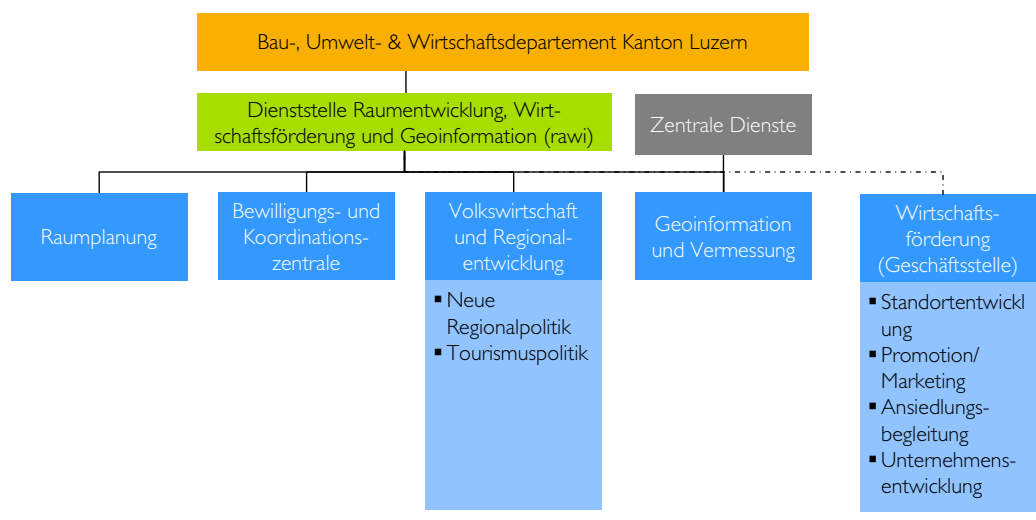 Bau-, Umwelt- & Wirtschaftsdepartement Kanton Luzern
Dienststelle Raumentwicklung, Wirt-
schaftsförderung und Geoinformation (rawi)
Zentrale Dienste
Raumplanung
Bewilligungs- und
Koordinations-
zentrale
Volkswirtschaft
und Regional-
entwicklung
▪ Neue
Regionalpolitik
▪ Tourismuspolitik
Geoinformation
und Vermessung
Wirtschafts-
förderung
(Geschäftsstelle)
▪ Standortentwickl
ung
▪ Promotion/
Marketing
▪ Ansiedlungs-
begleitung
▪ Unternehmens-
entwicklung